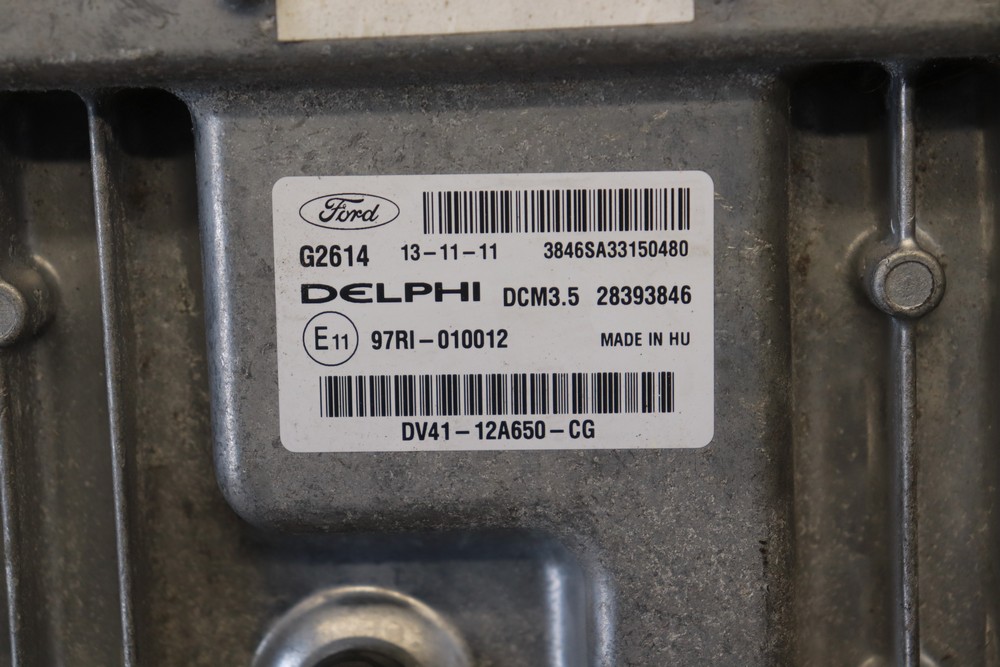 Ford
G2614 13-11-11 3846SA33150480
DELPHI DCM3.5 28393846
E11 97RI-010012 MADE IN HU
DV41-12A650-CG